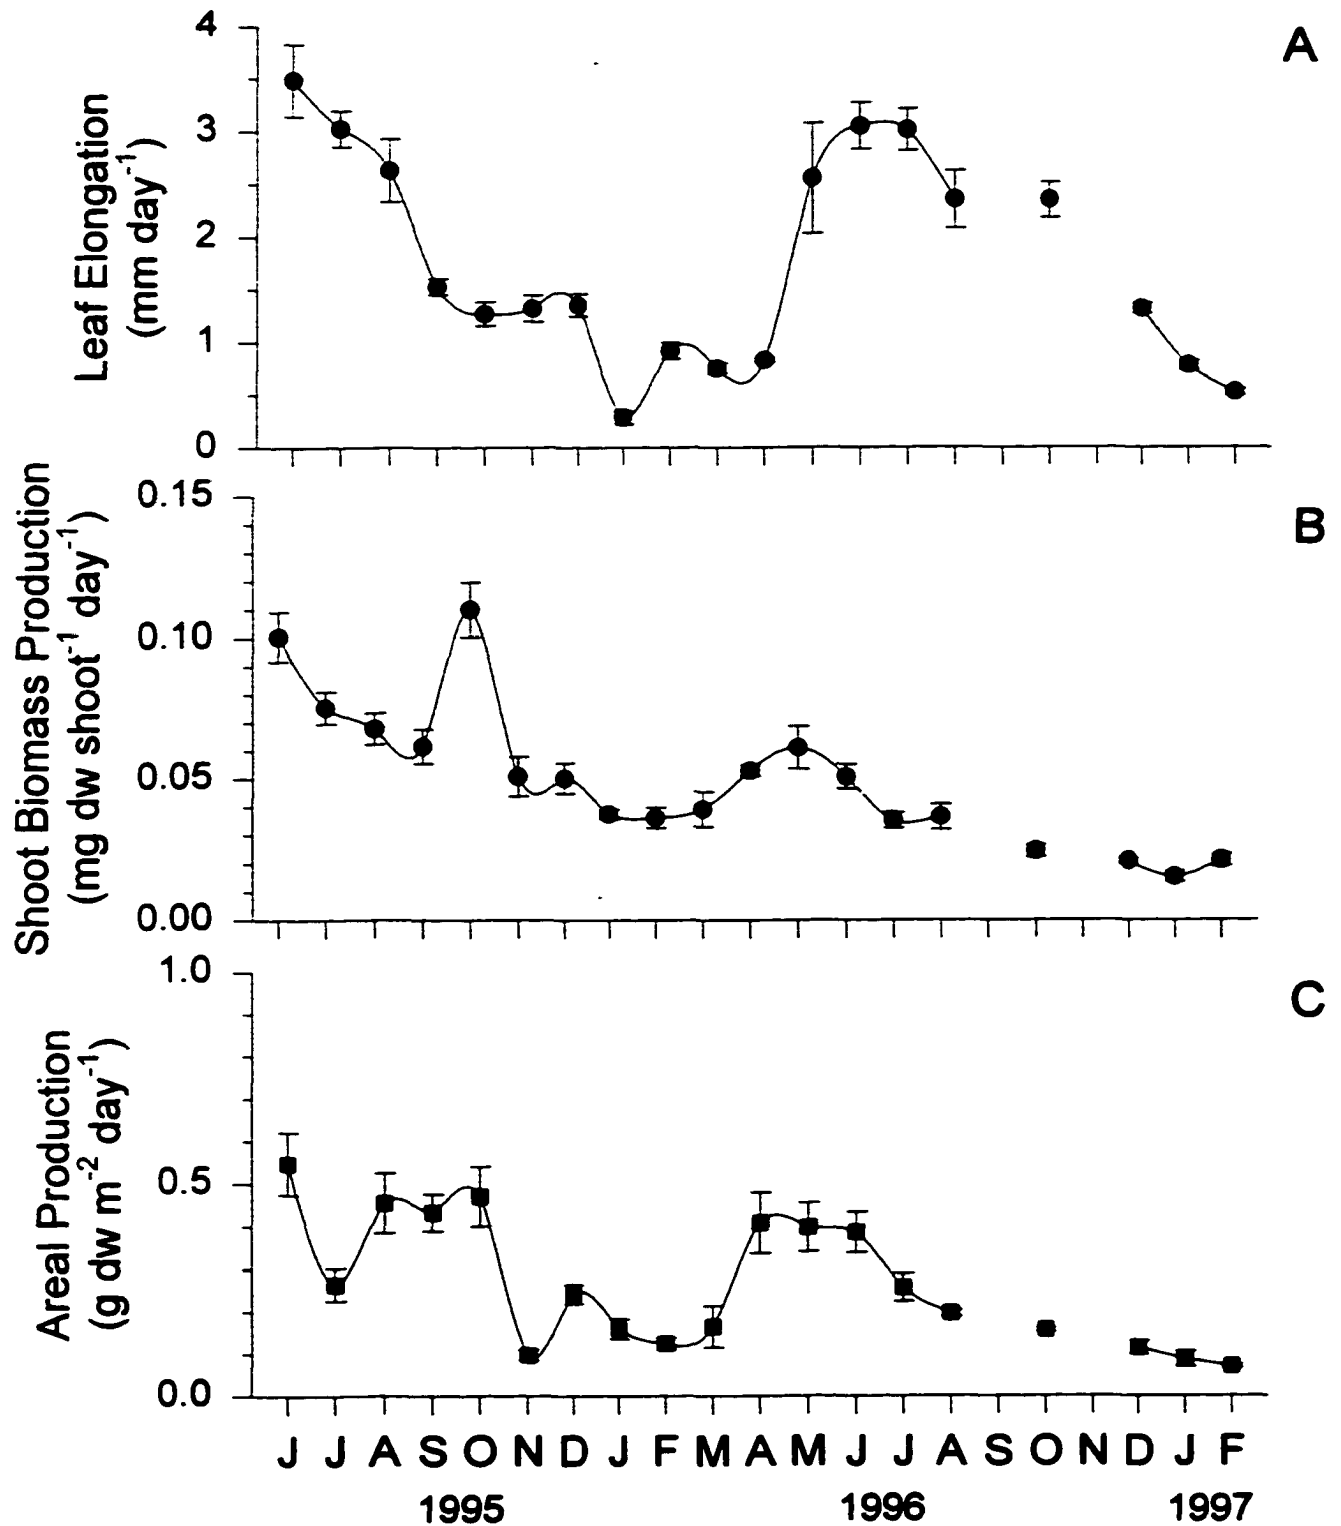 A
Leaf Elongation
(mm day⁻¹)
4
3
2
1
0
B
Shoot Biomass Production
(mg dw shoot⁻¹ day⁻¹)
0.15
0.10
0.05
0.00
C
Areal Production
(g dw m⁻² day⁻¹)
1.0
0.5
0.0
J J A S O N D J F M A M J J A S O N D J F
1995 1996 1997